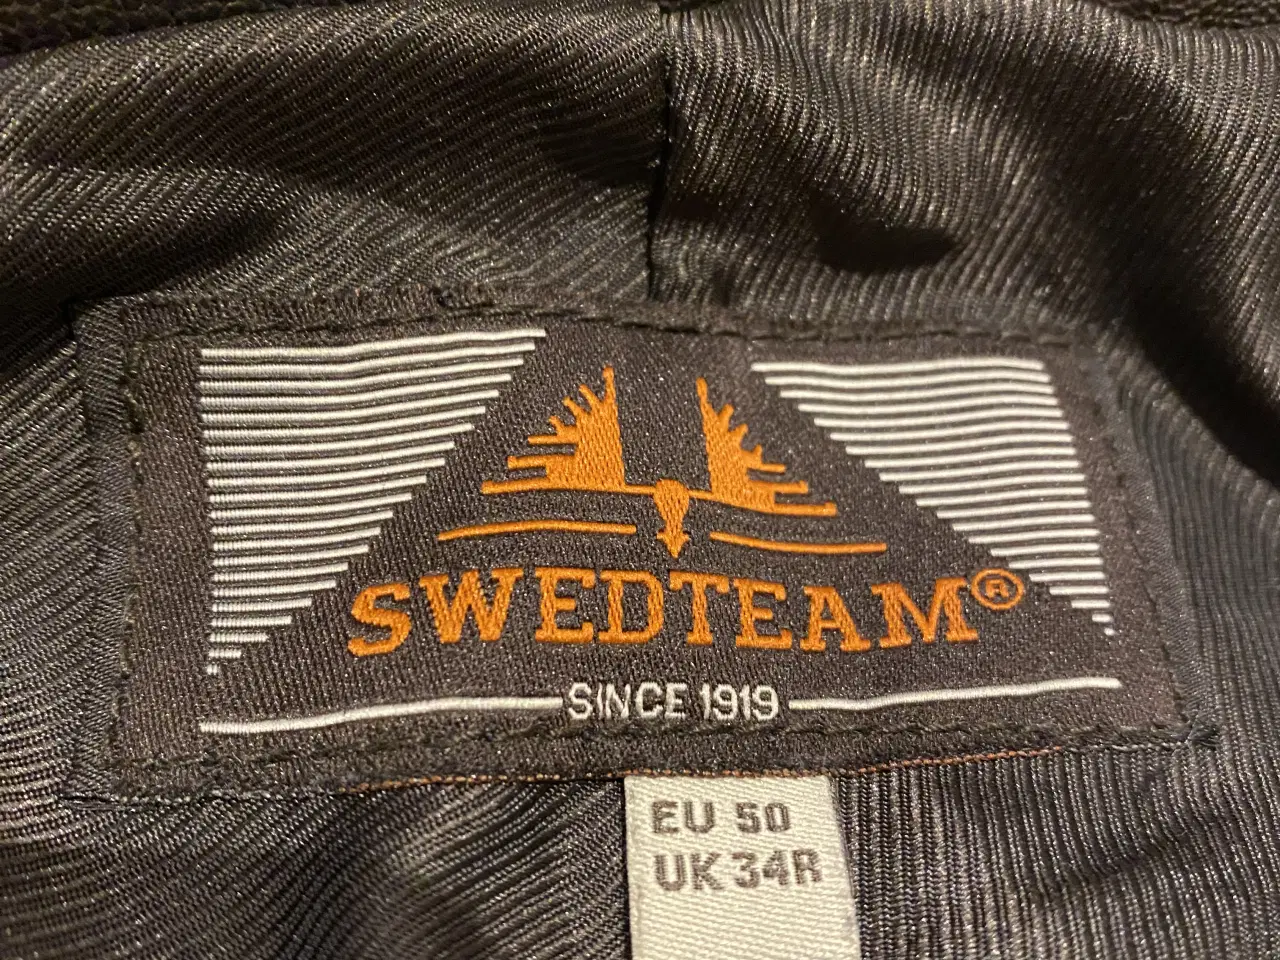 SWEDTEAM®
SINCE 1919
EU 50
UK 34R